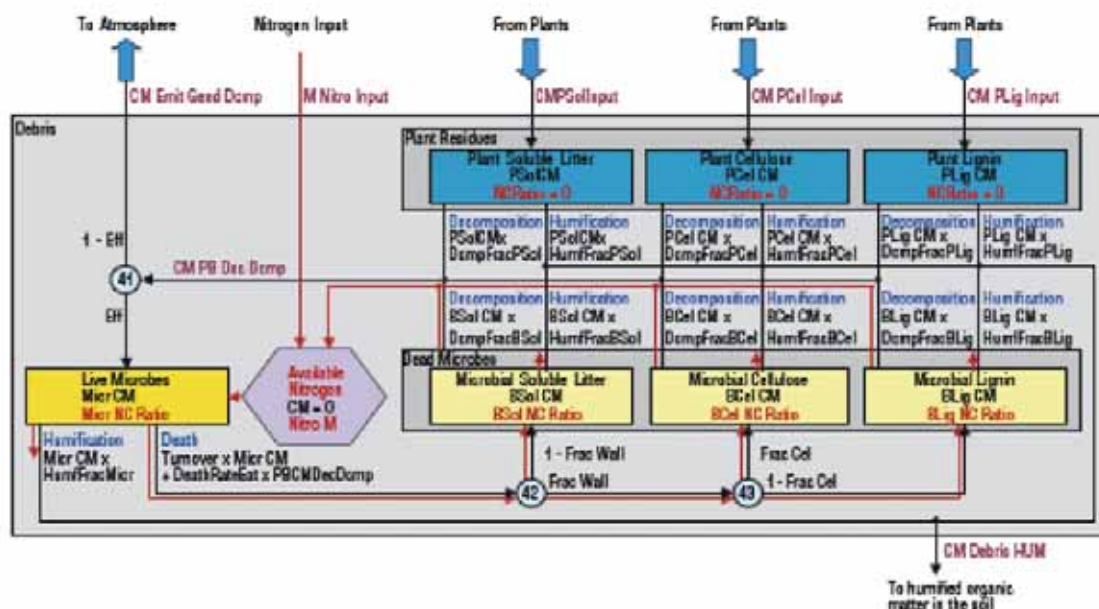 To Atmosphere
Nitrogen Input
From Plants
From Plants
From Plants
CM Emit Geed Dcmp
M Nitro Input
CMPSolInput
CM PCel Input
CM PLig Input
Debris
Plant Residues
Plant Soluble Litter
PSolCM
NCRatio = 0
Plant Cellulose
PCel CM
NCRatio = 0
Plant Lignin
PLig CM
NCRatio = 0
Decomposition
PSolCMx
DcmpFracPSol
Humification
PSolCMx
HumfFracPSol
Decomposition
PCel CM x
DcmpFracPCel
Humification
PCel CM x
HumfFracPCel
Decomposition
PLig CM x
DcmpFracPLig
Humification
PLig CM x
HumfFracPLig
1 - Eff
41
CM PB Dec Dcmp
Eff
Decomposition
BSol CM x
DcmpFracBSol
Humification
BSol CM x
HumfFracBSol
Decomposition
BCel CM x
DcmpFracBCel
Humification
BCel CM x
HumfFracBCel
Decomposition
BLig CM x
DcmpFracBLig
Humification
BLig CM x
HumfFracBLig
Live Microbes
Micr CM
Micr NC Ratio
Available
Nitrogen
CM = 0
Nitro M
Dead Microbes
Microbial Soluble Litter
BSol CM
BSol NC Ratio
Microbial Cellulose
BCel CM
BCel NC Ratio
Microbial Lignin
BLig CM
BLig NC Ratio
Humification
Micr CM x
HumfFracMicr
Death
Turnover x Micr CM
+ DeathRateEat x PBCMDecDcmp
1 - Frac Wall
42
Frac Wall
Frac Cel
43
1 - Frac Cel
CM Debris HUM
To humified organic
matter in the soil